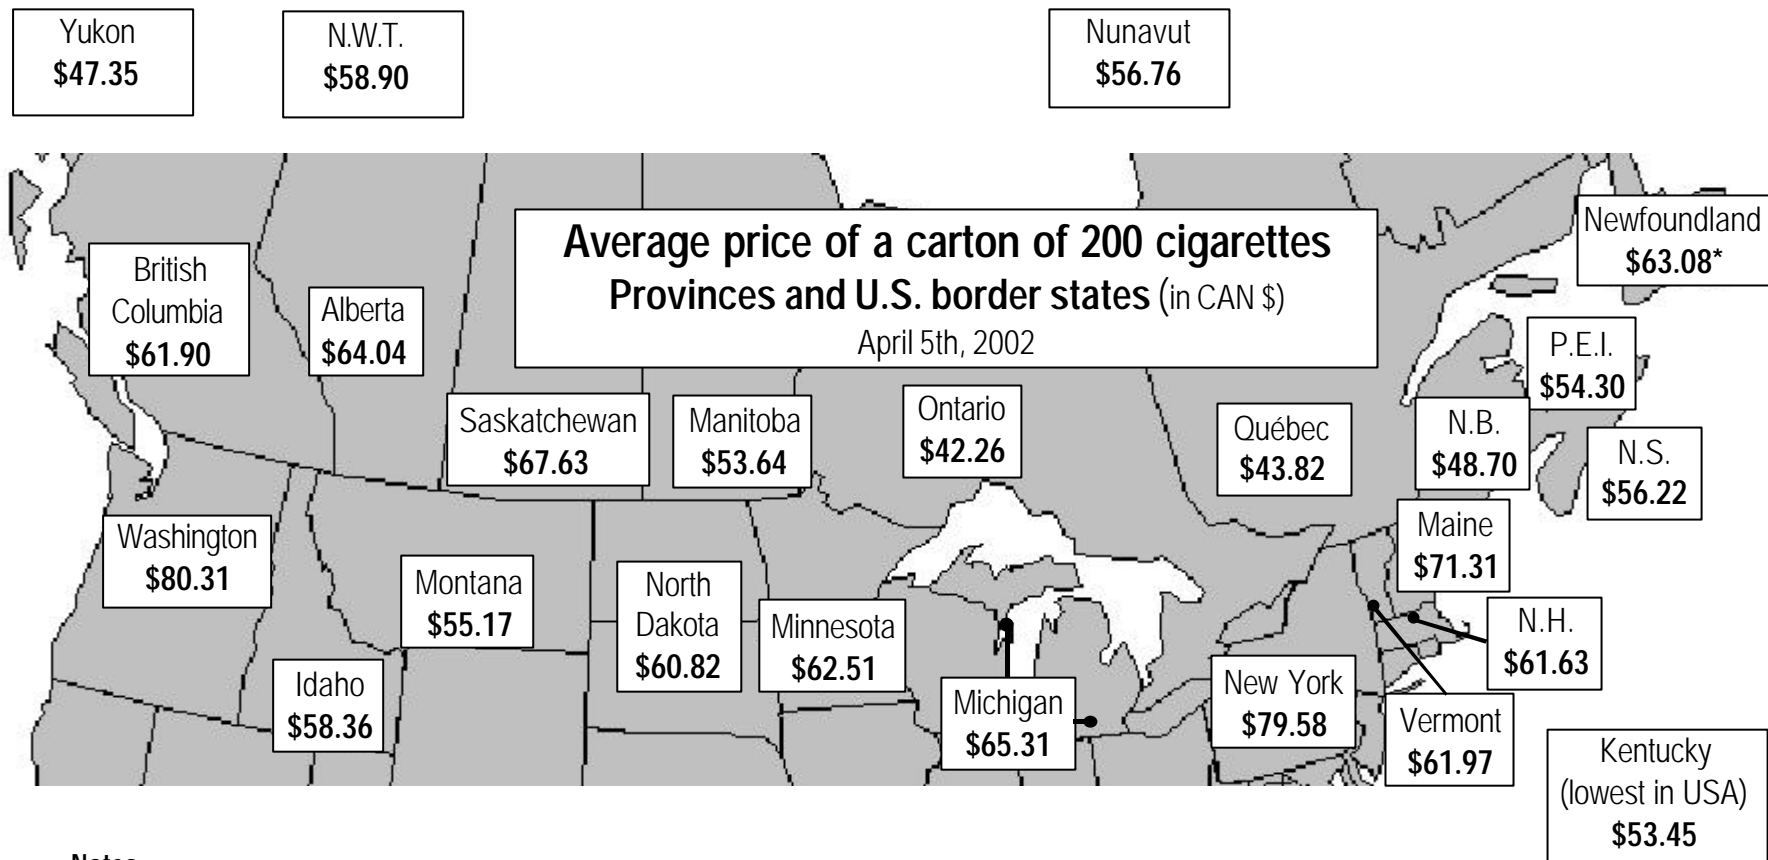 Yukon
$47.35
N.W.T.
$58.90
Nunavut
$56.76
Average price of a carton of 200 cigarettes
Provinces and U.S. border states (in CAN $)
April 5th, 2002
Newfoundland
$63.08*
British
Columbia
$61.90
Alberta
$64.04
P.E.I.
$54.30
Saskatchewan
$67.63
Manitoba
$53.64
Ontario
$42.26
Québec
$43.82
N.B.
$48.70
N.S.
$56.22
Washington
$80.31
Montana
$55.17
North
Dakota
$60.82
Minnesota
$62.51
Maine
$71.31
N.H.
$61.63
Idaho
$58.36
Michigan
$65.31
New York
$79.58
Vermont
$61.97
Kentucky
(lowest in USA)
$53.45
Notes